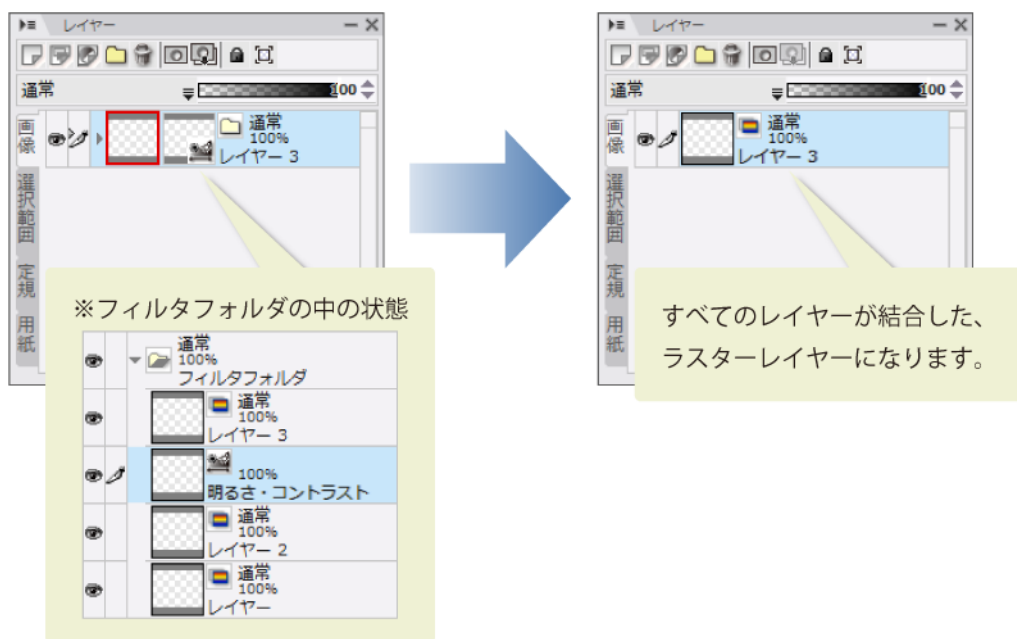 レイヤー
通常
100
画像
選択範囲
定規
用紙
通常
100%
レイヤー 3
※フィルタフォルダの中の状態
通常
100%
フィルタフォルダ
通常
100%
レイヤー 3
100%
明るさ・コントラスト
通常
100%
レイヤー 2
通常
100%
レイヤー
レイヤー
通常
100
画像
選択範囲
定規
用紙
通常
100%
レイヤー 3
すべてのレイヤーが結合した、
ラスターレイヤーになります。